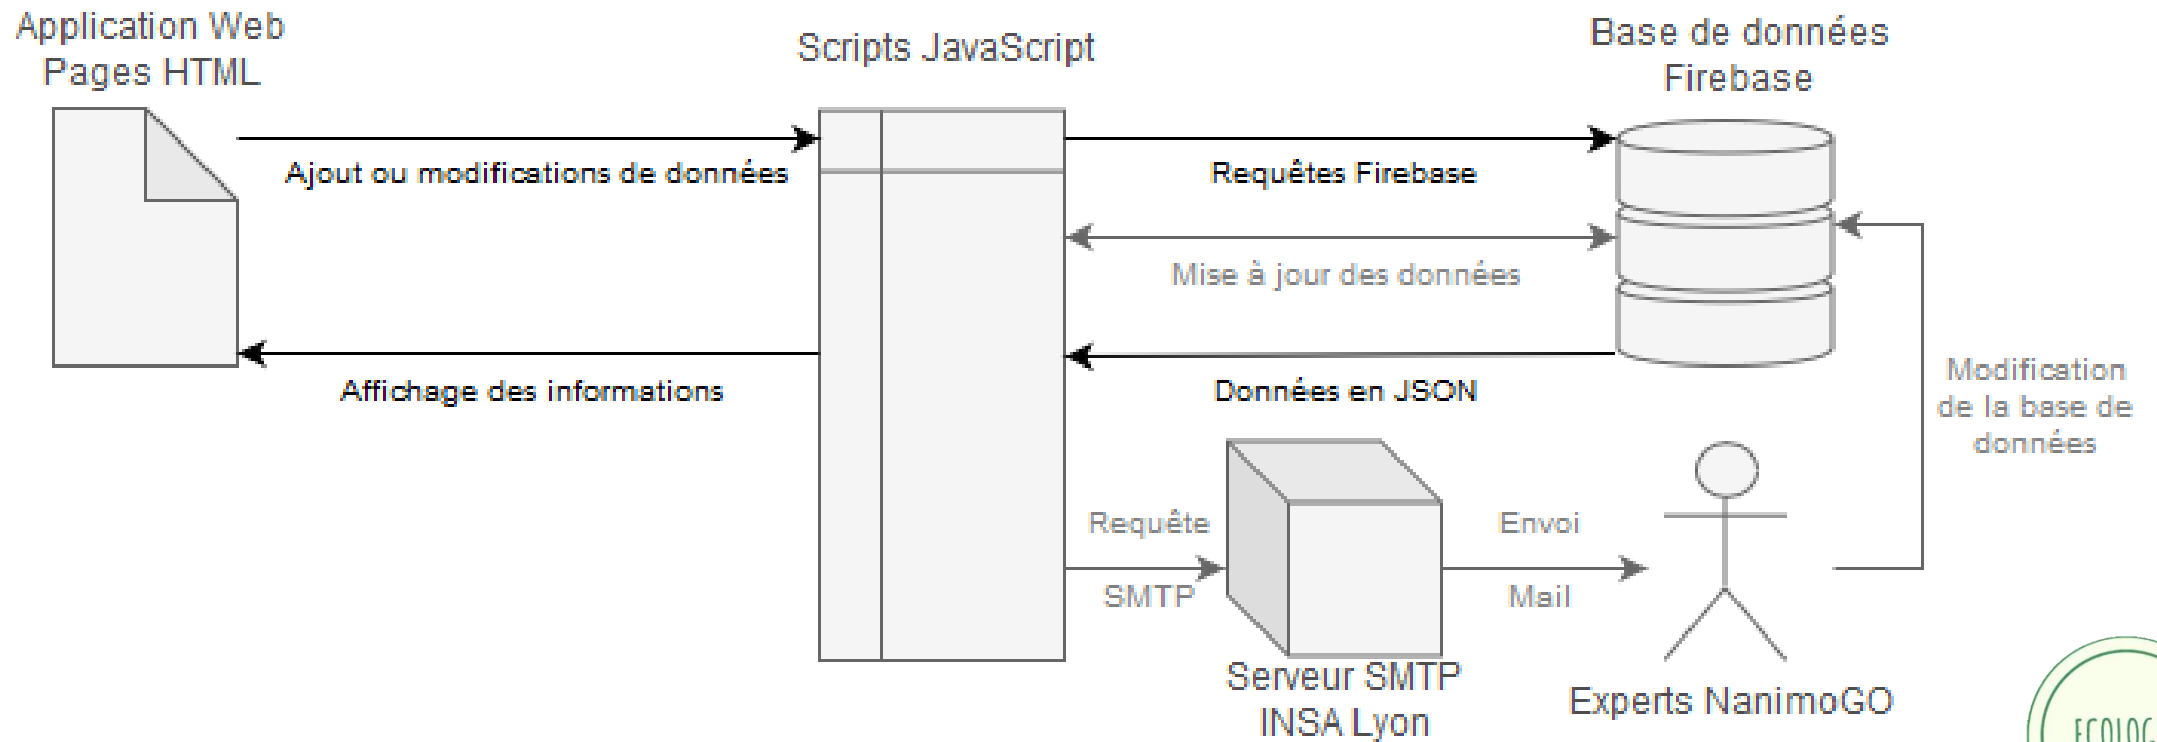 Application Web
Pages HTML
Scripts JavaScript
Base de données
Firebase
Ajout ou modifications de données
Requêtes Firebase
Mise à jour des données
Affichage des informations
Données en JSON
Modification
de la base de
données
Requête
SMTP
Envoi
Mail
Serveur SMTP
INSA Lyon
Experts NanimoGO